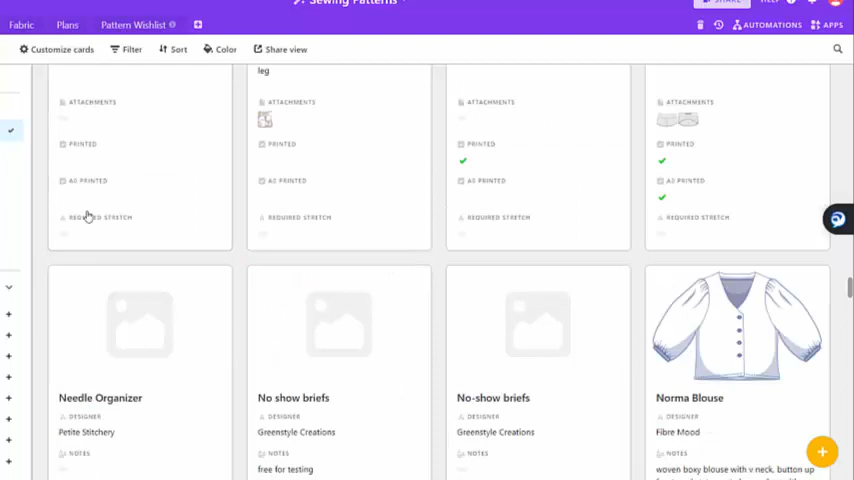 Sewing Patterns
SHARE
HELP
Fabric
Plans
Pattern Wishlist
AUTOMATIONS
APPS
Customize cards
Filter
Sort
Color
Share view
leg
ATTACHMENTS
ATTACHMENTS
ATTACHMENTS
ATTACHMENTS
PRINTED
PRINTED
PRINTED
PRINTED
A0 PRINTED
A0 PRINTED
A0 PRINTED
A0 PRINTED
REQUIRED STRETCH
REQUIRED STRETCH
REQUIRED STRETCH
REQUIRED STRETCH
Needle Organizer
No show briefs
No-show briefs
Norma Blouse
DESIGNER
DESIGNER
DESIGNER
DESIGNER
Petite Stitchery
Greenstyle Creations
Greenstyle Creations
Fibre Mood
NOTES
NOTES
NOTES
NOTES
free for testing
woven boxy blouse with v neck, button up